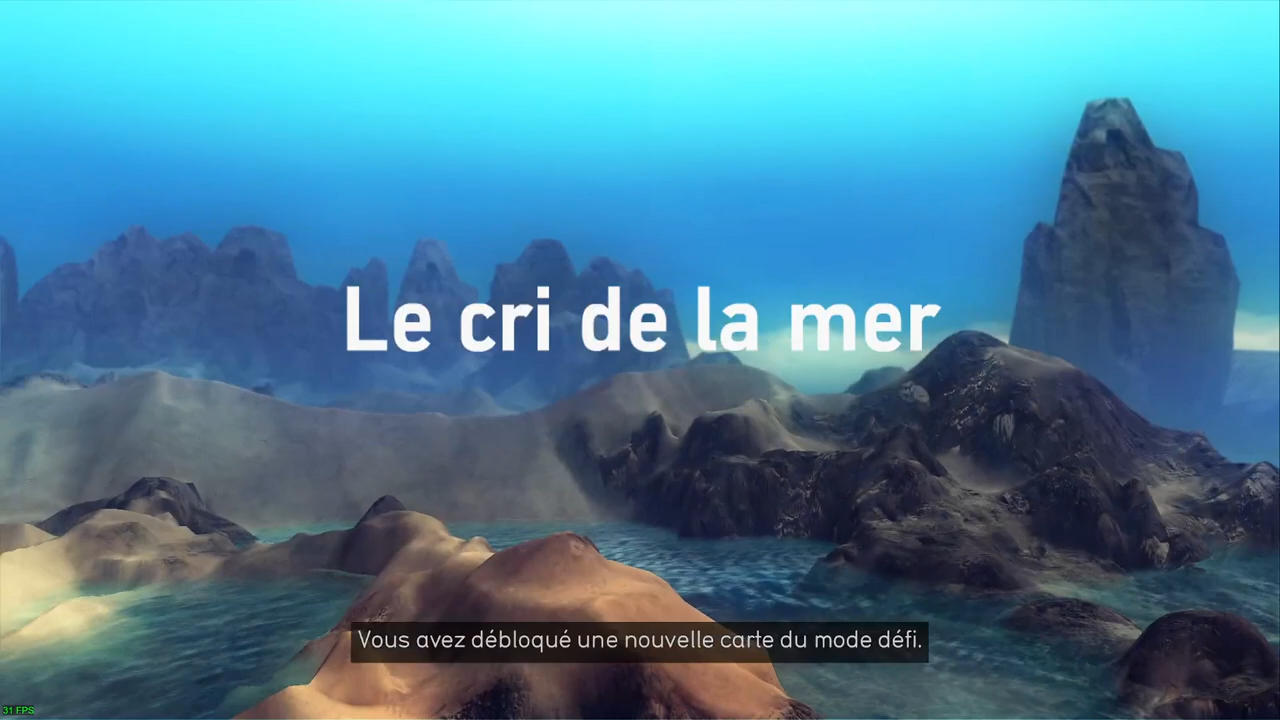 Le cri de la mer
Vous avez débloqué une nouvelle carte du mode défi.
31 FPS